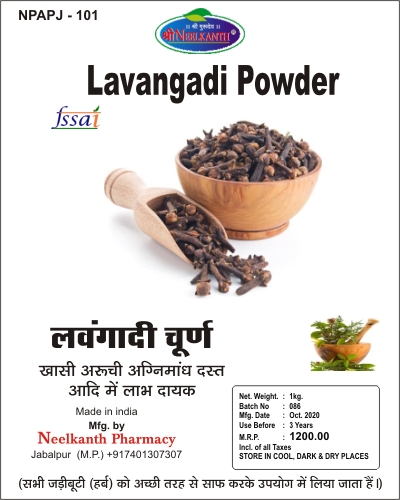 NPAPJ - 101
॥ श्री गुरूदेव ॥
श्री NEELKANTH®
Lavangadi Powder
fssai
लवंगादी चूर्ण
खासी अरूची अग्निमांध दस्त
आदि में लाभ दायक
Made in india
Mfg. by
Neelkanth Pharmacy
Jabalpur (M.P.) +917401307307
Net. Weight. : 1kg.
Batch No : 086
Mfg. Date : Oct. 2020
Use Before : 3 Years
M.R.P. : 1200.00
Incl. of all Taxes
STORE IN COOL, DARK & DRY PLACES
(सभी जड़ीबूटी (हर्ब) को अच्छी तरह से साफ करके उपयोग में लिया जाता हैं।)